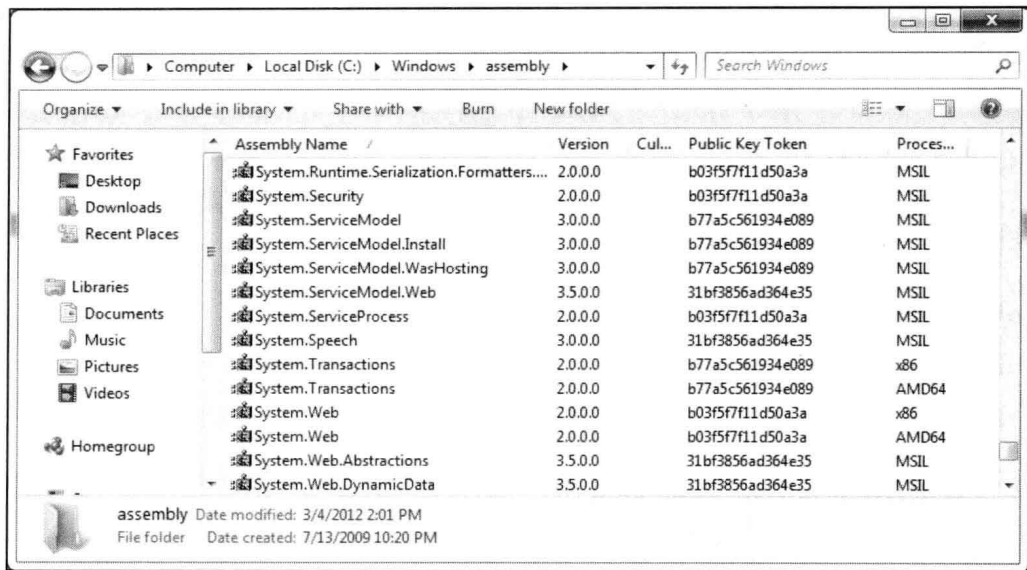 Computer Local Disk (C:) Windows assembly Search Windows
Organize Include in library Share with Burn New folder
Favorites
Desktop
Downloads
Recent Places
Libraries
Documents
Music
Pictures
Videos
Homegroup
Assembly Name Version Cul... Public Key Token Proces...
System.Runtime.Serialization.Formatters.... 2.0.0.0 b03f5f7f11d50a3a MSIL
System.Security 2.0.0.0 b03f5f7f11d50a3a MSIL
System.ServiceModel 3.0.0.0 b77a5c561934e089 MSIL
System.ServiceModel.Install 3.0.0.0 b77a5c561934e089 MSIL
System.ServiceModel.WasHosting 3.0.0.0 b77a5c561934e089 MSIL
System.ServiceModel.Web 3.5.0.0 31bf3856ad364e35 MSIL
System.ServiceProcess 2.0.0.0 b03f5f7f11d50a3a MSIL
System.Speech 3.0.0.0 31bf3856ad364e35 MSIL
System.Transactions 2.0.0.0 b77a5c561934e089 x86
System.Transactions 2.0.0.0 b77a5c561934e089 AMD64
System.Web 2.0.0.0 b03f5f7f11d50a3a x86
System.Web 2.0.0.0 b03f5f7f11d50a3a AMD64
System.Web.Abstractions 3.5.0.0 31bf3856ad364e35 MSIL
System.Web.DynamicData 3.5.0.0 31bf3856ad364e35 MSIL
assembly Date modified: 3/4/2012 2:01 PM
File folder Date created: 7/13/2009 10:20 PM